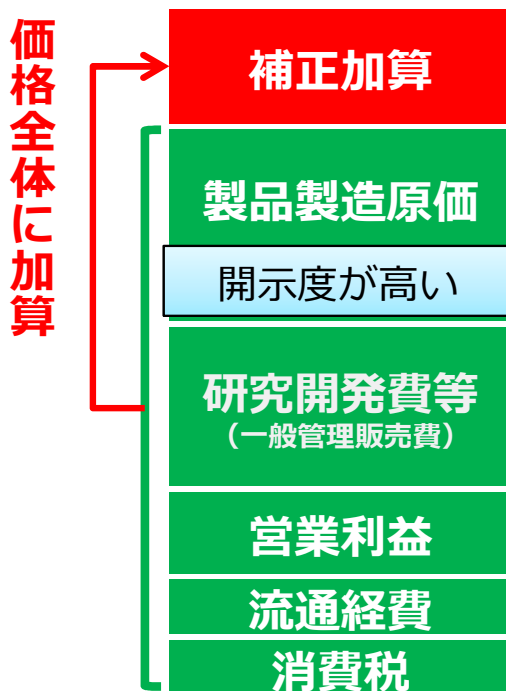 価格全体に加算
補正加算
製品製造原価
開示度が高い
研究開発費等
（一般管理販売費）
営業利益
流通経費
消費税